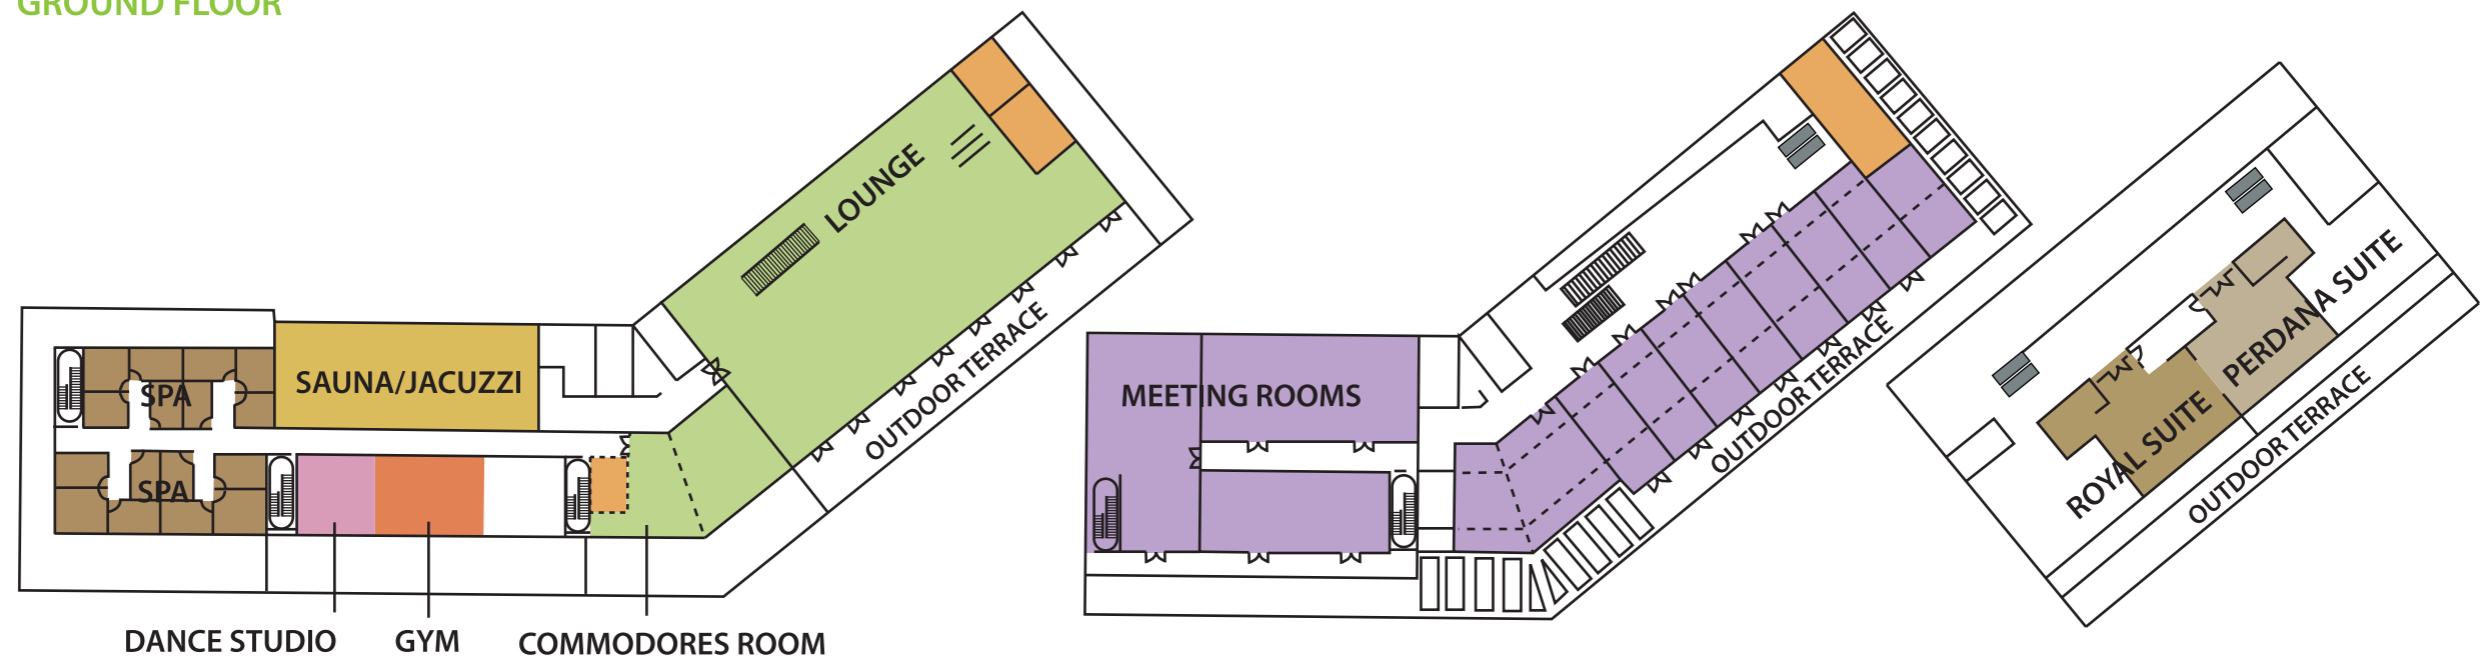 GROUND FLOOR
LOUNGE
OUTDOOR TERRACE
SPA
SAUNA/JACUZZI
SPA
DANCE STUDIO
GYM
COMMODORES ROOM
MEETING ROOMS
OUTDOOR TERRACE
ROYAL SUITE
PERDANA SUITE
OUTDOOR TERRACE